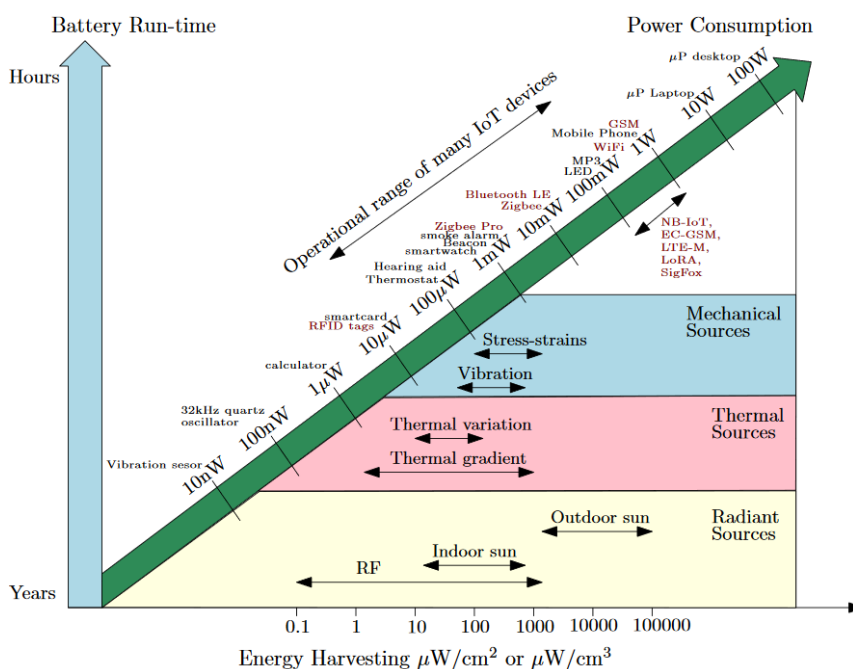 Battery Run-time
Power Consumption
Hours
Years
Operational range of many IoT devices
µP desktop
100W
µP Laptop
10W
GSM
Mobile Phone
WiFi
1W
MP3
LED
100mW
Bluetooth LE
Zigbee
10mW
Zigbee Pro
smoke alarm
Beacon
smartwatch
1mW
Hearing aid
Thermostat
100µW
smartcard
RFID tags
10µW
calculator
1µW
32kHz quartz
oscillator
100nW
Vibration sesor
10nW
NB-IoT,
EC-GSM,
LTE-M,
LoRA,
SigFox
Mechanical
Sources
Stress-strains
Vibration
Thermal
Sources
Thermal variation
Thermal gradient
Radiant
Sources
Outdoor sun
Indoor sun
RF
0.1 1 10 100 1000 10000 100000
Energy Harvesting µW/cm² or µW/cm³